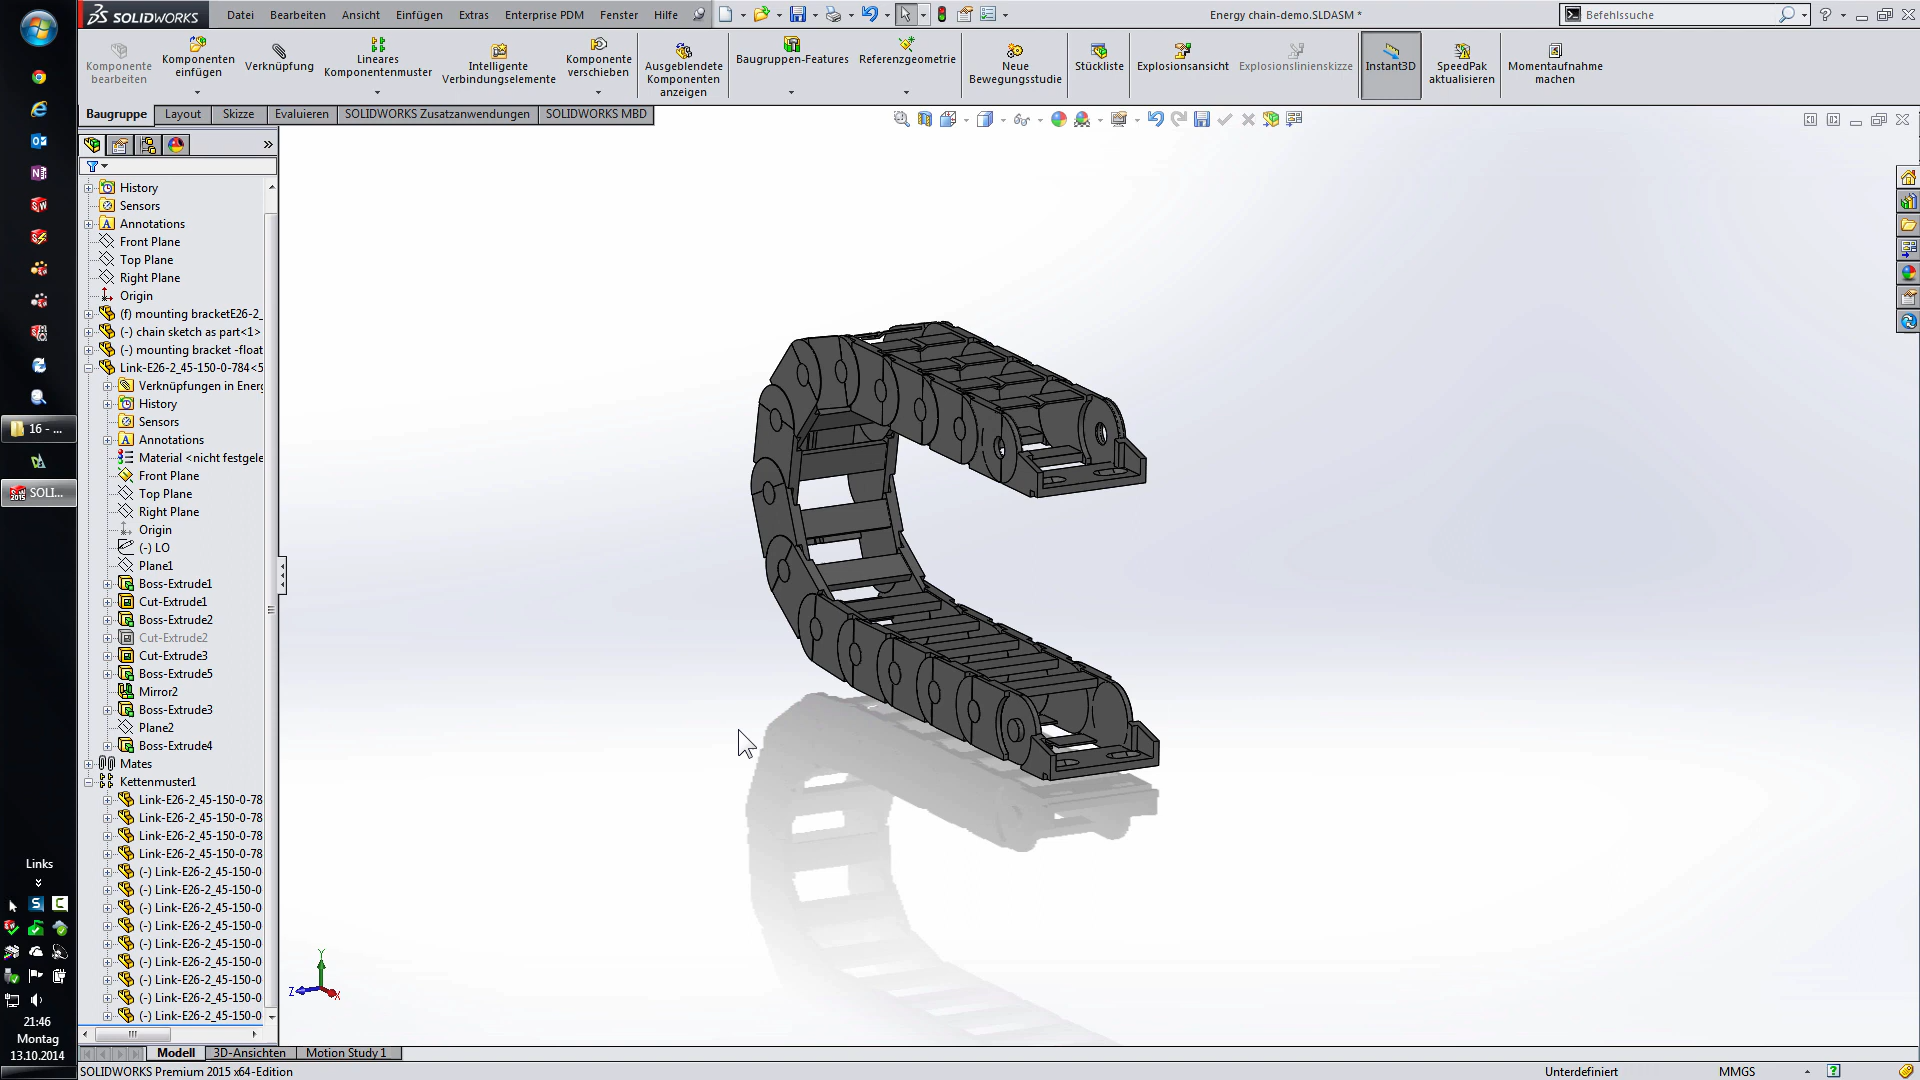 SOLIDWORKS
Datei Bearbeiten Ansicht Einfügen Extras Enterprise PDM Fenster Hilfe
Energy chain-demo.SLDASM *
Befehlssuche
Komponente bearbeiten
Komponenten einfügen
Verknüpfung
Lineares Komponentenmuster
Intelligente Verbindungselemente
Komponente verschieben
Ausgeblendete Komponenten anzeigen
Baugruppen-Features
Referenzgeometrie
Neue Bewegungsstudie
Stückliste
Explosionsansicht
Explosionslinienskizze
Instant3D
SpeedPak aktualisieren
Momentaufnahme machen
Baugruppe Layout Skizze Evaluieren SOLIDWORKS Zusatzanwendungen SOLIDWORKS MBD
History
Sensors
Annotations
Front Plane
Top Plane
Right Plane
Origin
(f) mounting bracketE26-2_
(-) chain sketch as part<1>
(-) mounting bracket -float
Link-E26-2_45-150-0-784<5
Verknüpfungen in Energ
History
Sensors
Annotations
Material <nicht festgele
Front Plane
Top Plane
Right Plane
Origin
(-) LO
Plane1
Boss-Extrude1
Cut-Extrude1
Boss-Extrude2
Cut-Extrude2
Cut-Extrude3
Boss-Extrude5
Mirror2
Boss-Extrude3
Plane2
Boss-Extrude4
Mates
Kettenmuster1
Link-E26-2_45-150-0-78
Link-E26-2_45-150-0-78
Link-E26-2_45-150-0-78
Link-E26-2_45-150-0-78
(-) Link-E26-2_45-150-0
(-) Link-E26-2_45-150-0
(-) Link-E26-2_45-150-0
(-) Link-E26-2_45-150-0
(-) Link-E26-2_45-150-0
(-) Link-E26-2_45-150-0
(-) Link-E26-2_45-150-0
(-) Link-E26-2_45-150-0
(-) Link-E26-2_45-150-0
16 - ...
SOLI...
Links
21:46
Montag
13.10.2014
Y
Z
X
Modell 3D-Ansichten Motion Study 1
SOLIDWORKS Premium 2015 x64-Edition
Unterdefiniert
MMGS